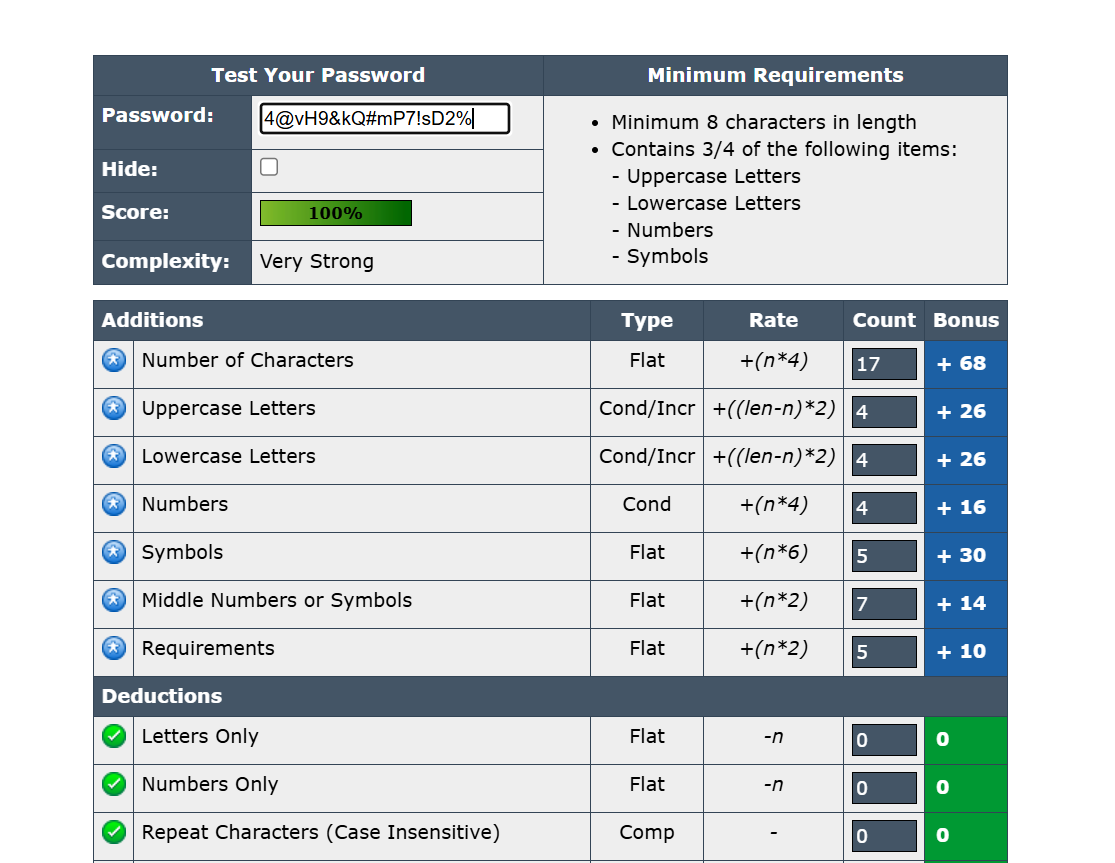 Test Your Password Minimum Requirements
Password: 4@vH9&kQ#mP7!sD2%
Hide:
Score: 100%
Complexity: Very Strong
• Minimum 8 characters in length
• Contains 3/4 of the following items:
- Uppercase Letters
- Lowercase Letters
- Numbers
- Symbols
Additions Type Rate Count Bonus
Number of Characters Flat +(n*4) 17 + 68
Uppercase Letters Cond/Incr +((len-n)*2) 4 + 26
Lowercase Letters Cond/Incr +((len-n)*2) 4 + 26
Numbers Cond +(n*4) 4 + 16
Symbols Flat +(n*6) 5 + 30
Middle Numbers or Symbols Flat +(n*2) 7 + 14
Requirements Flat +(n*2) 5 + 10
Deductions
Letters Only Flat -n 0 0
Numbers Only Flat -n 0 0
Repeat Characters (Case Insensitive) Comp - 0 0